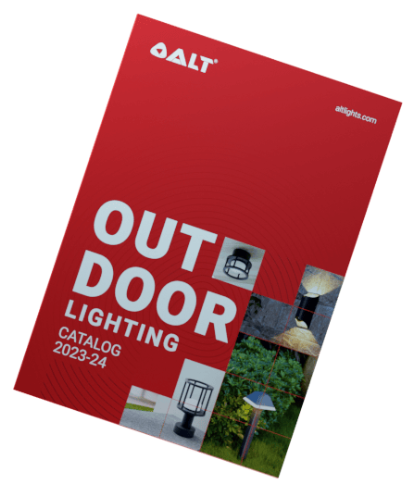 ALT®
altlights.com
OUT
DOOR
LIGHTING
CATALOG
2023-24